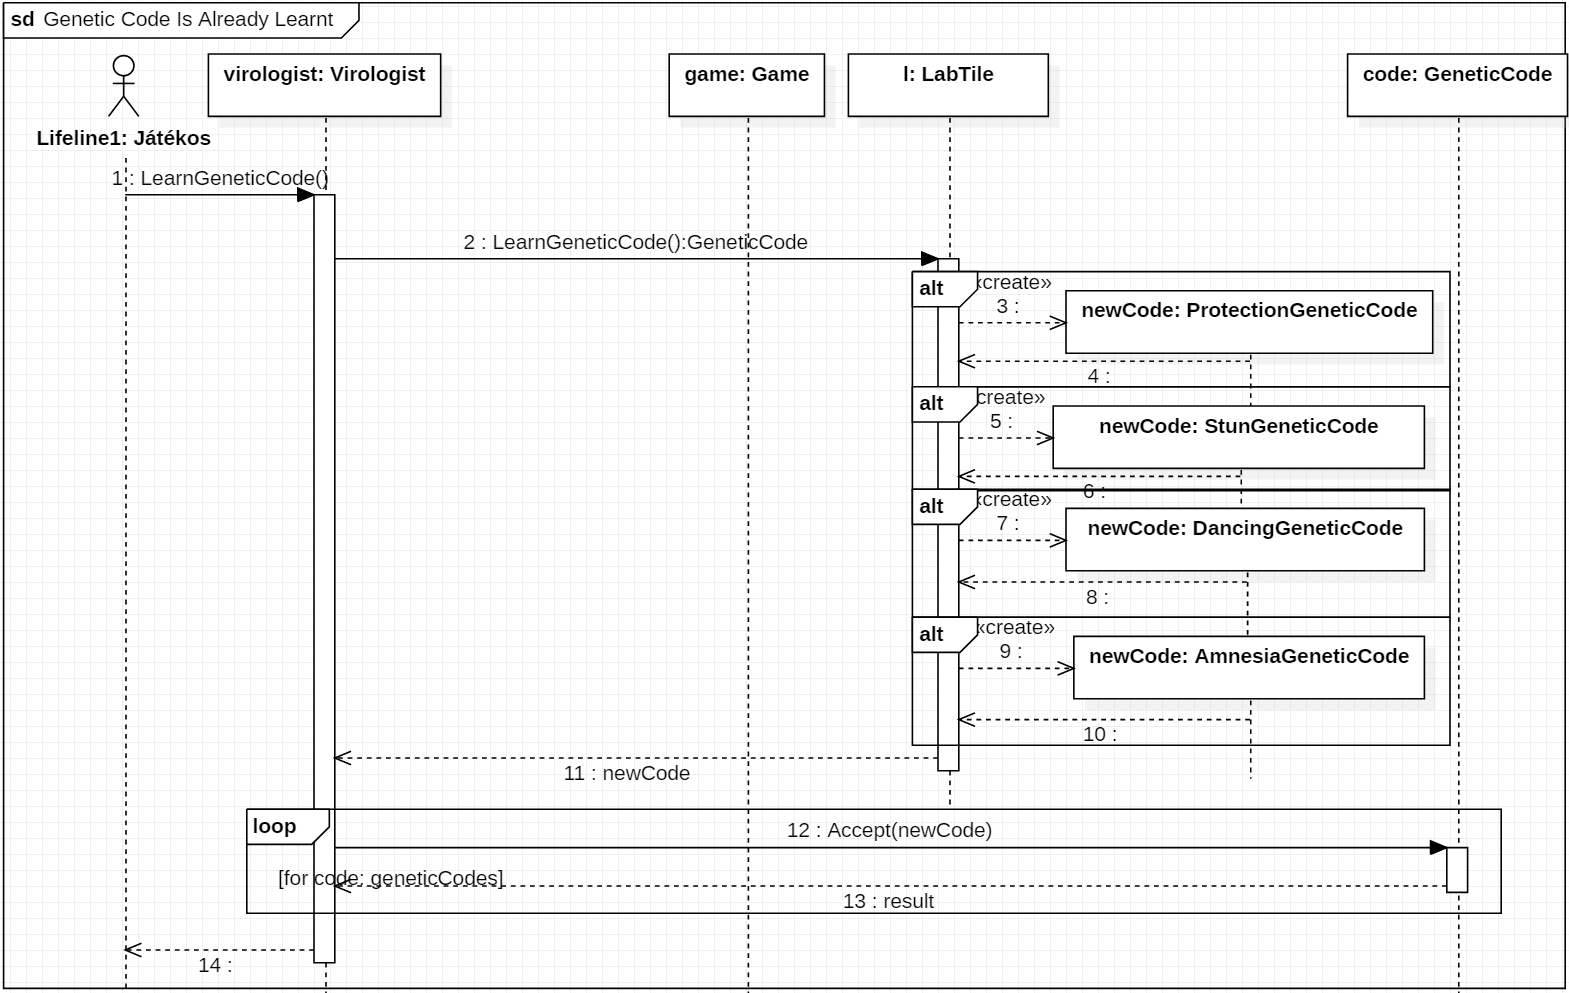 sd Genetic Code Is Already Learnt
virologist: Virologist
game: Game
l: LabTile
code: GeneticCode
Lifeline1: Játékos
1 : LearnGeneticCode()
2 : LearnGeneticCode():GeneticCode
alt
«create»
3 :
newCode: ProtectionGeneticCode
4 :
alt
create»
5 :
newCode: StunGeneticCode
6 :
alt
«create»
7 :
newCode: DancingGeneticCode
8 :
alt
«create»
9 :
newCode: AmnesiaGeneticCode
10 :
11 : newCode
loop
12 : Accept(newCode)
[for code: geneticCodes]
13 : result
14 :